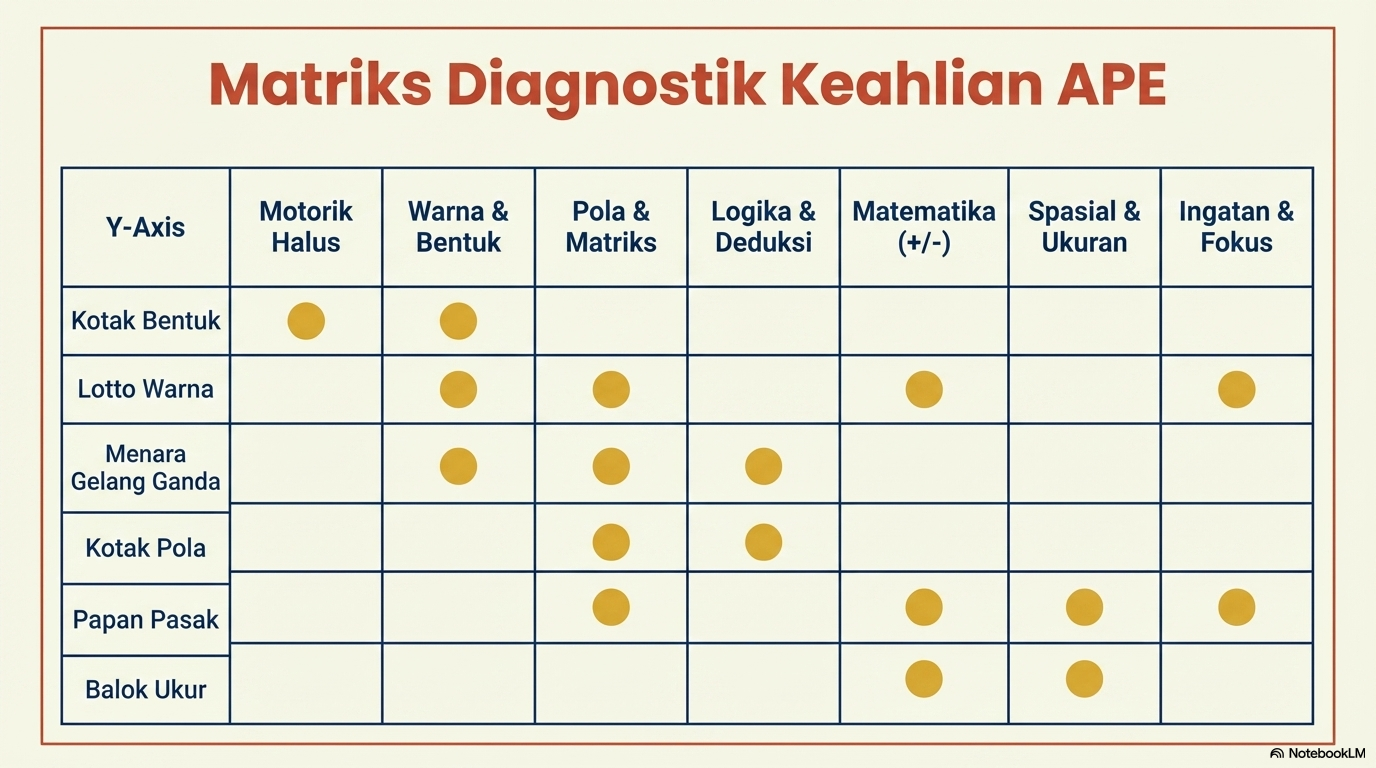 Matriks Diagnostik Keahlian APE
Y-Axis
Motorik
Halus
Warna &
Bentuk
Pola &
Matriks
Logika &
Deduksi
Matematika
(+/-)
Spasial &
Ukuran
Ingatan &
Fokus
Kotak Bentuk
Lotto Warna
Menara
Gelang Ganda
Kotak Pola
Papan Pasak
Balok Ukur
NotebookLM